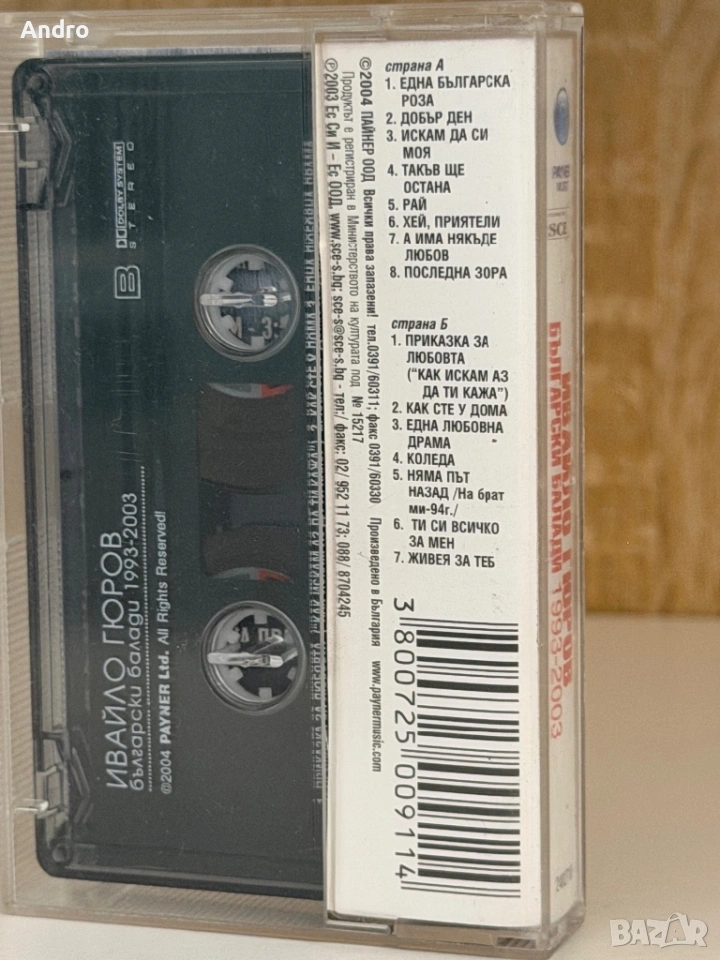 Andro
страна А
1. ЕДНА БЪЛГАРСКА
РОЗА
2. ДОБЪР ДЕН
3. ИСКАМ ДА СИ
МОЯ
4. ТАКЪВ ЩЕ
ОСТАНА
5. РАЙ
6. ХЕЙ, ПРИЯТЕЛИ
7. А ИМА НЯКЪДЕ
ЛЮБОВ
8. ПОСЛЕДНА ЗОРА
страна Б
1. ПРИКАЗКА ЗА
ЛЮБОВТА
("КАК ИСКАМ АЗ
ДА ТИ КАЖА")
2. КАК СТЕ У ДОМА
3. ЕДНА ЛЮБОВНА
ДРАМА
4. КОЛЕДА
5. НЯМА ПЪТ
НАЗАД /На брат
ми-94г./
6. ТИ СИ ВСИЧКО
ЗА МЕН
7. ЖИВЕЯ ЗА ТЕБ
©2004 ПАЙНЕР ООД Всички права запазени! тел.0391/60311; факс 0391/60330 Произведено в България www.paynermusic.com
Продуктът е регистриран в Министерството на културата под № 15217
℗2003 Ес Си И – Ес ООД, www.sce-s.bg; sce-s@sce-s.bg - тел./ факс: 02/ 952 11 73; 088/ 8704245
3 800725 009114
DOLBY SYSTEM
STEREO
B
ИВАЙЛО ГЮРОВ
български балади 1993-2003
©2004 PAYNER Ltd. All Rights Reserved!
PAYNER
MUSIC
SCE
ИВАЙЛО ГЮРОВ
БЪЛГАРСКИ БАЛАДИ 1993-2003
BAZAR